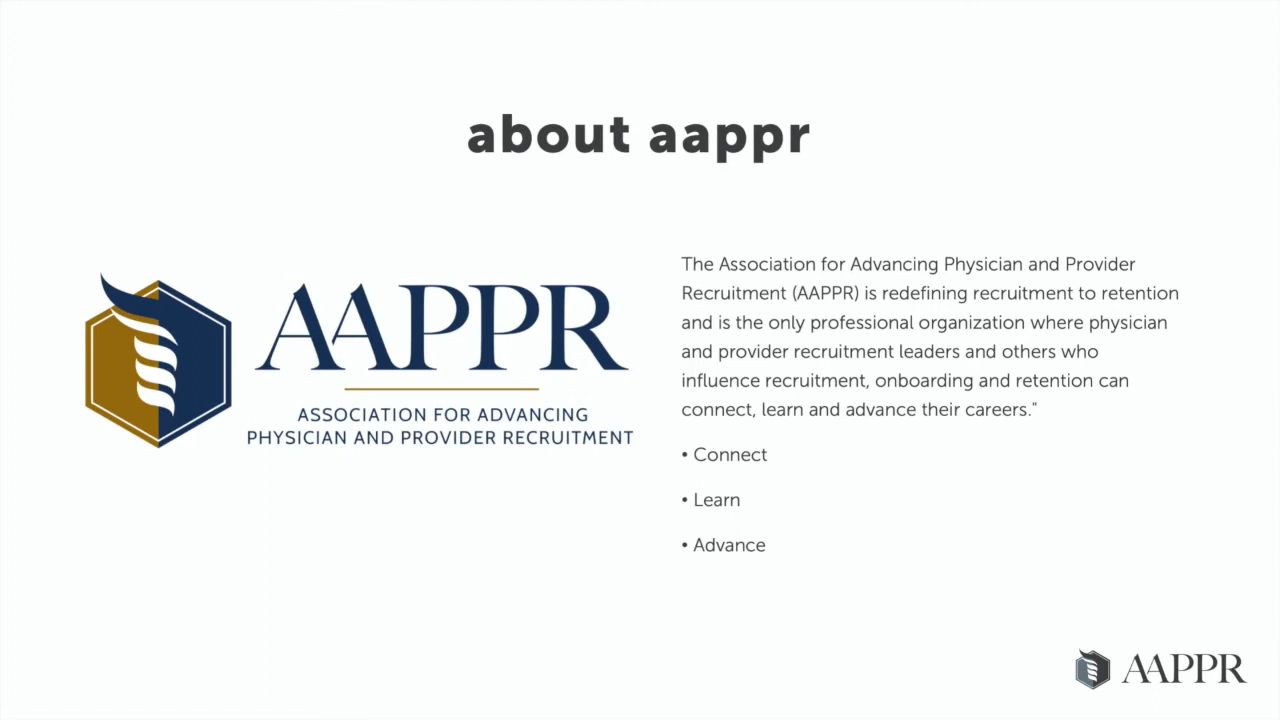 about aappr
AAPPR
ASSOCIATION FOR ADVANCING
PHYSICIAN AND PROVIDER RECRUITMENT
The Association for Advancing Physician and Provider
Recruitment (AAPPR) is redefining recruitment to retention
and is the only professional organization where physician
and provider recruitment leaders and others who
influence recruitment, onboarding and retention can
connect, learn and advance their careers."
• Connect
• Learn
• Advance
AAPPR